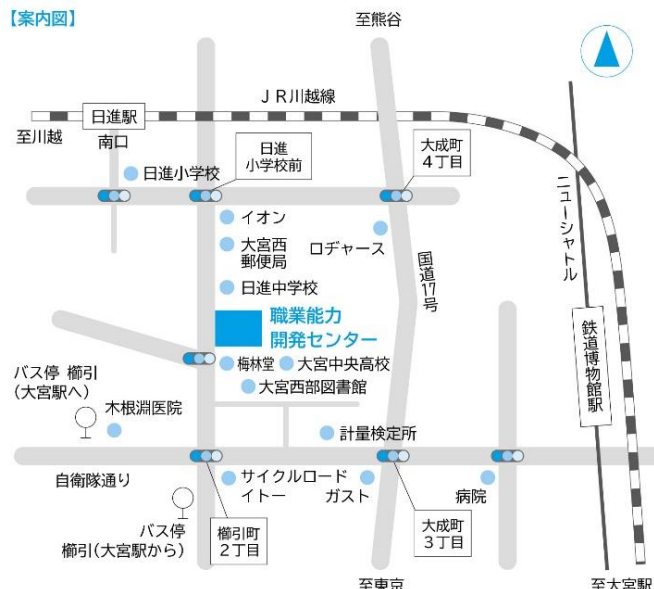 【案内図】
至熊谷
JR川越線
日進駅
至川越
南口
日進小学校
日進
小学校前
大成町
4丁目
イオン
大宮西
郵便局
ロヂャース
日進中学校
国道17号
ニューシャトル
鉄道博物館駅
職業能力
開発センター
梅林堂
大宮中央高校
大宮西部図書館
バス停 櫛引
(大宮駅へ)
木根淵医院
計量検定所
自衛隊通り
サイクルロード
イトー
ガスト
病院
バス停
櫛引(大宮駅から)
櫛引町
2丁目
大成町
3丁目
至東京
至大宮駅